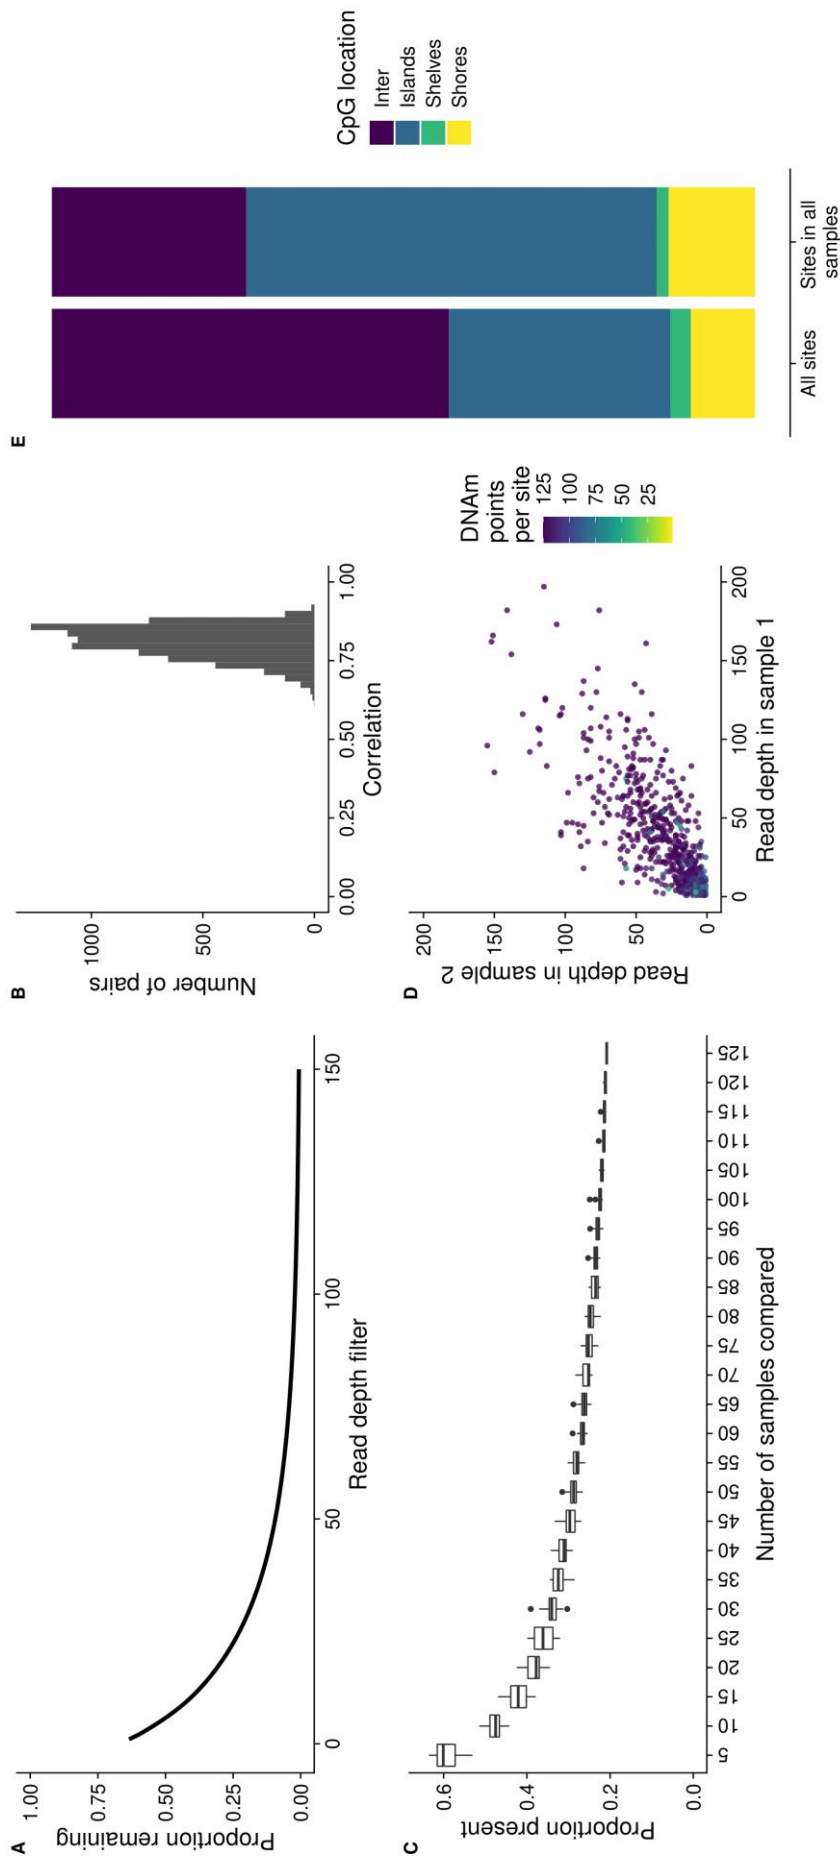 A
Proportion remaining
1.00
0.75
0.50
0.25
0.00
0
50
100
150
Read depth filter
B
Number of pairs
1000
500
0
0.00
0.25
0.50
0.75
1.00
Correlation
C
Proportion present
0.6
0.4
0.2
0.0
5
10
15
20
25
30
35
40
45
50
55
60
65
70
75
80
85
90
95
100
105
110
115
120
125
Number of samples compared
D
Read depth in sample 2
200
150
100
50
0
0
50
100
150
200
Read depth in sample 1
DNAm
points
per site
125
100
75
50
25
E
All sites
Sites in all
samples
CpG location
Inter
Islands
Shelves
Shores